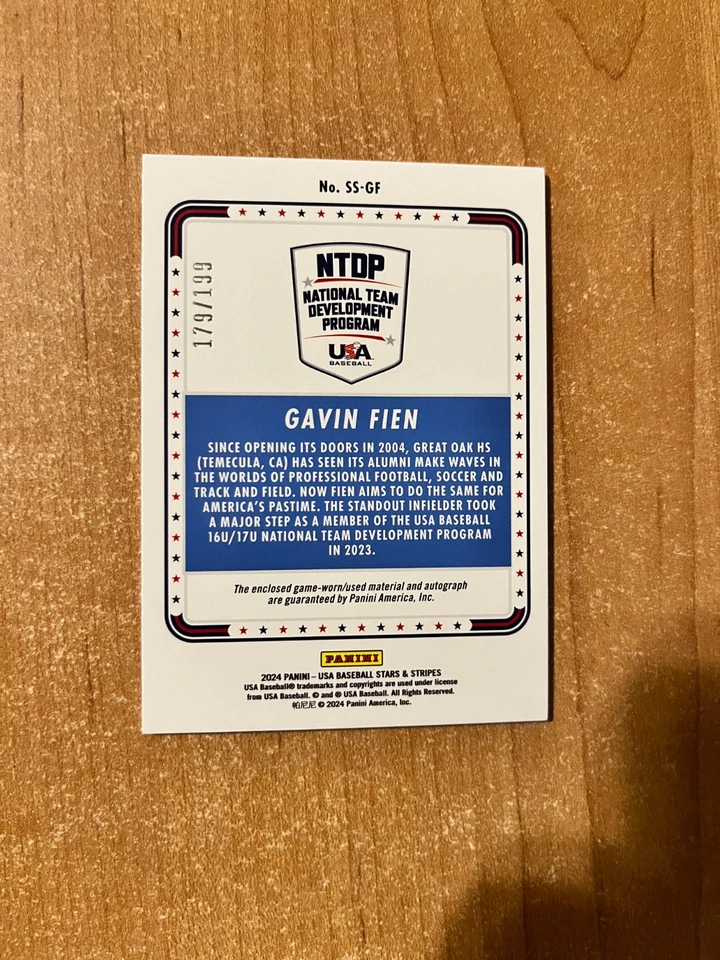 No. SS-GF
179/199
NTDP
NATIONAL TEAM
DEVELOPMENT
PROGRAM
USA
BASEBALL
GAVIN FIEN
SINCE OPENING ITS DOORS IN 2004, GREAT OAK HS
(TEMECULA, CA) HAS SEEN ITS ALUMNI MAKE WAVES IN
THE WORLDS OF PROFESSIONAL FOOTBALL, SOCCER AND
TRACK AND FIELD. NOW FIEN AIMS TO DO THE SAME FOR
AMERICA'S PASTIME. THE STANDOUT INFIELDER TOOK
A MAJOR STEP AS A MEMBER OF THE USA BASEBALL
16U/17U NATIONAL TEAM DEVELOPMENT PROGRAM
IN 2023.
The enclosed game-worn/used material and autograph
are guaranteed by Panini America, Inc.
PANINI
2024 PANINI – USA BASEBALL STARS & STRIPES
USA Baseball® trademarks and copyrights are used under license
from USA Baseball. © and ® USA Baseball. All Rights Reserved.
帕尼尼 © 2024 Panini America, Inc.